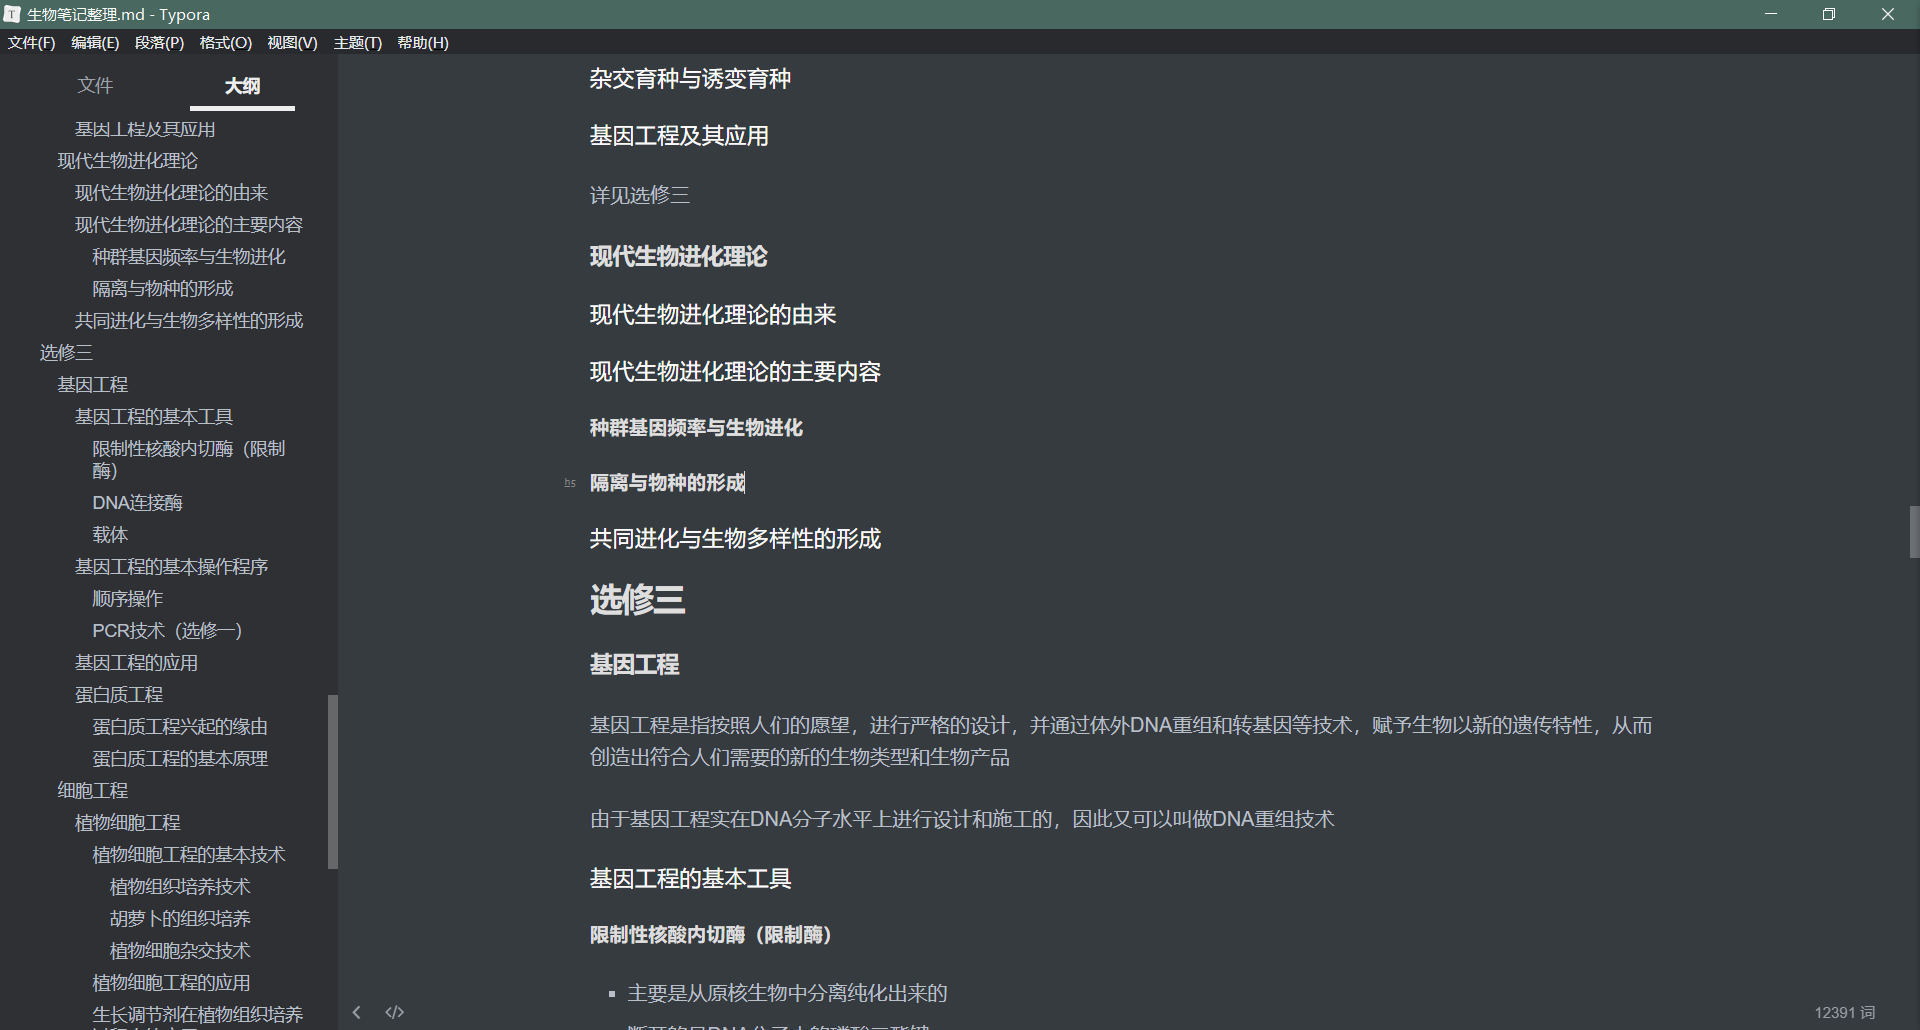 生物笔记整理.md - Typora
文件(F) 编辑(E) 段落(P) 格式(O) 视图(V) 主题(T) 帮助(H)
文件 大纲
基因工程及其应用
现代生物进化理论
现代生物进化理论的由来
现代生物进化理论的主要内容
种群基因频率与生物进化
隔离与物种的形成
共同进化与生物多样性的形成
选修三
基因工程
基因工程的基本工具
限制性核酸内切酶（限制
酶）
DNA连接酶
载体
基因工程的基本操作程序
顺序操作
PCR技术（选修一）
基因工程的应用
蛋白质工程
蛋白质工程兴起的缘由
蛋白质工程的基本原理
细胞工程
植物细胞工程
植物细胞工程的基本技术
植物组织培养技术
胡萝卜的组织培养
植物细胞杂交技术
植物细胞工程的应用
生长调节剂在植物组织培养
杂交育种与诱变育种
基因工程及其应用
详见选修三
现代生物进化理论
现代生物进化理论的由来
现代生物进化理论的主要内容
种群基因频率与生物进化
h5 隔离与物种的形成
共同进化与生物多样性的形成
选修三
基因工程
基因工程是指按照人们的愿望，进行严格的设计，并通过体外DNA重组和转基因等技术，赋予生物以新的遗传特性，从而
创造出符合人们需要的新的生物类型和生物产品
由于基因工程实在DNA分子水平上进行设计和施工的，因此又可以叫做DNA重组技术
基因工程的基本工具
限制性核酸内切酶（限制酶）
主要是从原核生物中分离纯化出来的
断开的是DNA分子上的磷酸二酯键
12391 词